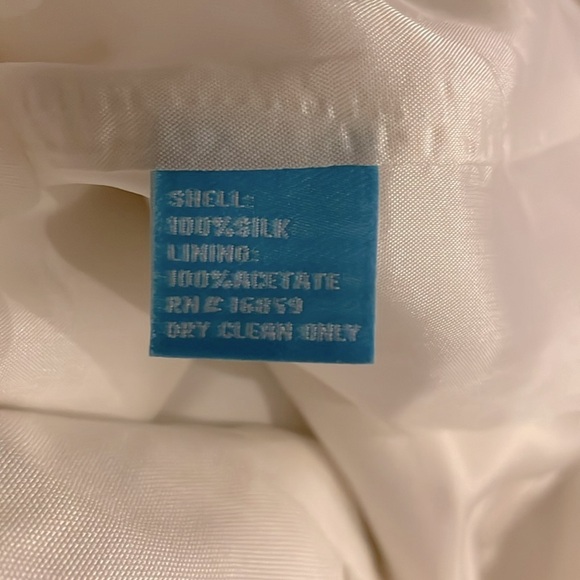 SHELL:
100%SILK
LINING:
100%ACETATE
RN# 16859
DRY CLEAN ONLY